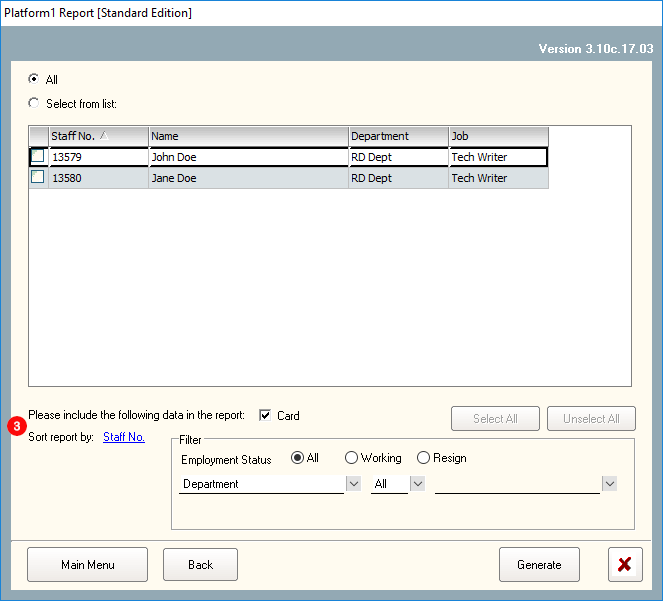 Platform1 Report [Standard Edition]
Version 3.10c.17.03
All
Select from list:
Staff No. Name Department Job
13579 John Doe RD Dept Tech Writer
13580 Jane Doe RD Dept Tech Writer
Please include the following data in the report: Card Select All Unselect All
3
Sort report by: Staff No.
Filter
Employment Status All Working Resign
Department All
Main Menu Back Generate X